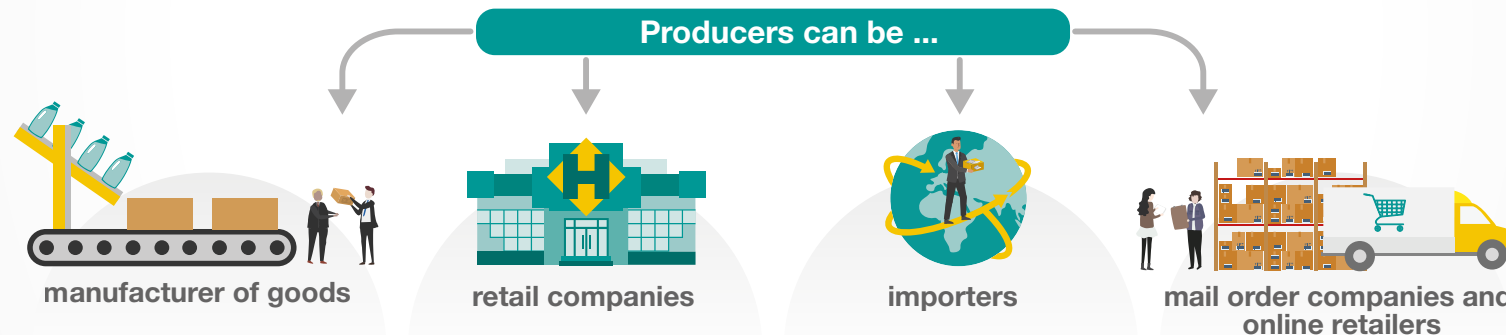 Producers can be ...
H
manufacturer of goods
retail companies
importers
mail order companies and
online retailers